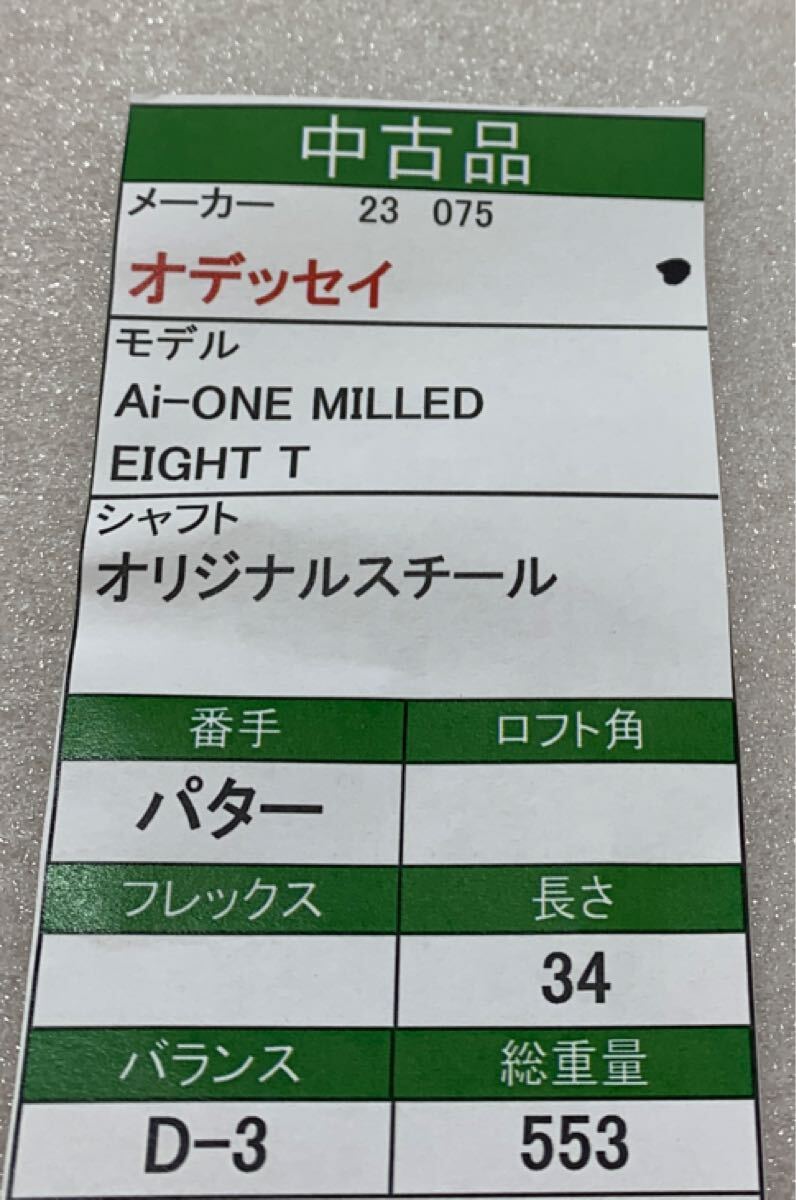 中古品
メーカー 23 075
オデッセイ
モデル
Ai-ONE MILLED
EIGHT T
シャフト
オリジナルスチール
番手 ロフト角
パター
フレックス 長さ
34
バランス 総重量
D-3 553